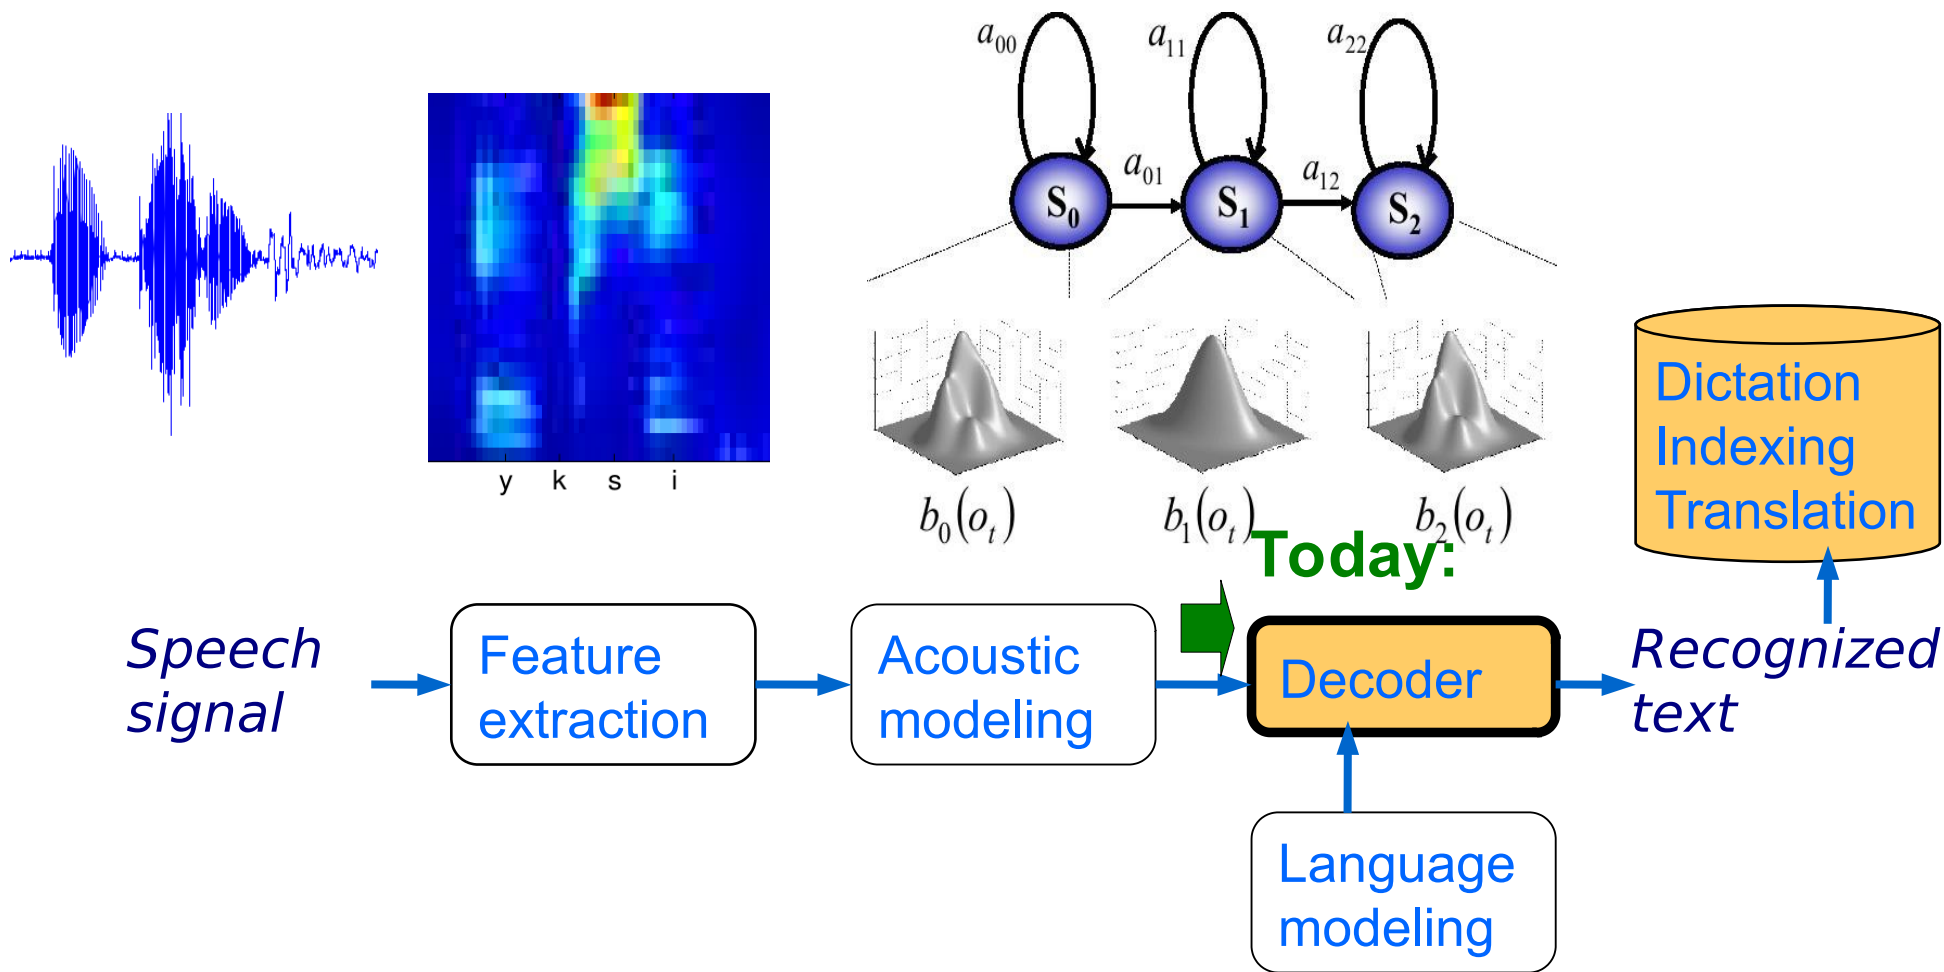 a₀₀ a₁₁ a₂₂
a₀₁ a₁₂
S₀ S₁ S₂
y k s i
b₀(oₜ) b₁(oₜ) b₂(oₜ)
Dictation
Indexing
Translation
Today:
Speech
signal
Feature
extraction
Acoustic
modeling
Decoder
Recognized
text
Language
modeling